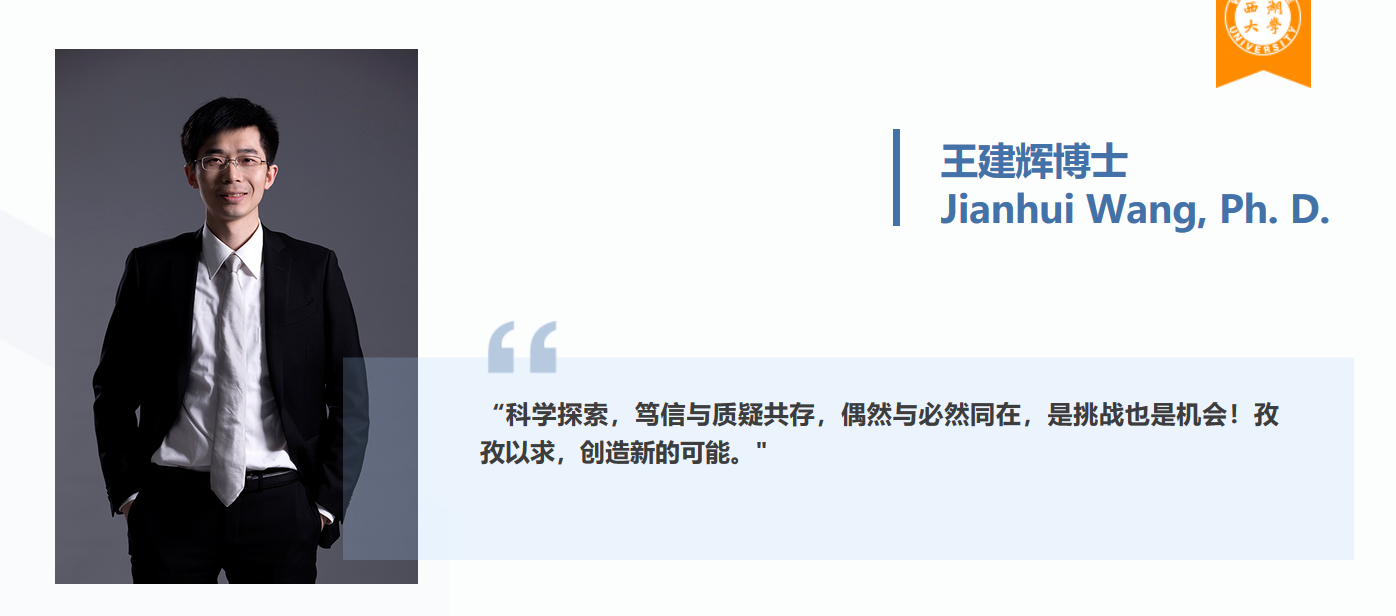 西湖
大学
UNIVERSITY
王建辉博士
Jianhui Wang, Ph. D.
“科学探索，笃信与质疑共存，偶然与必然同在，是挑战也是机会！孜
孜以求，创造新的可能。"